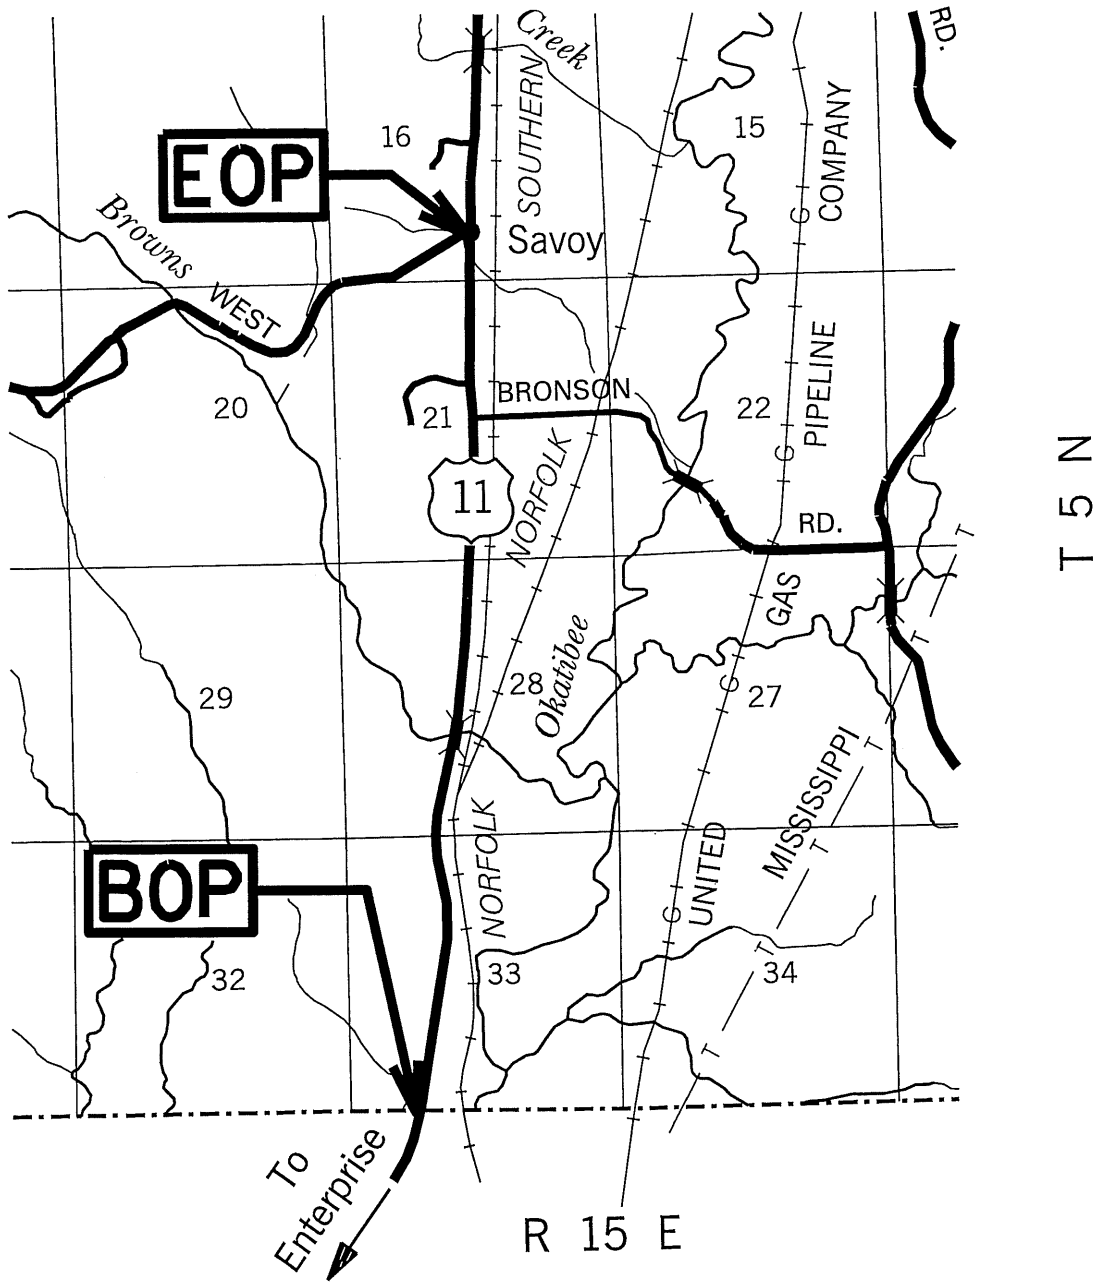 RD.
Creek
SOUTHERN
COMPANY
16
15
EOP
G
Browns
Savoy
WEST
PIPELINE
BRONSON
20
21
22
G
T 5 N
11
NORFOLK
RD.
T
GAS
T
Okatibee
28
29
G
27
T
MISSISSIPPI
NORFOLK
UNITED
T
BOP
G
T
32
33
34
T
To
Enterprise
R 15 E